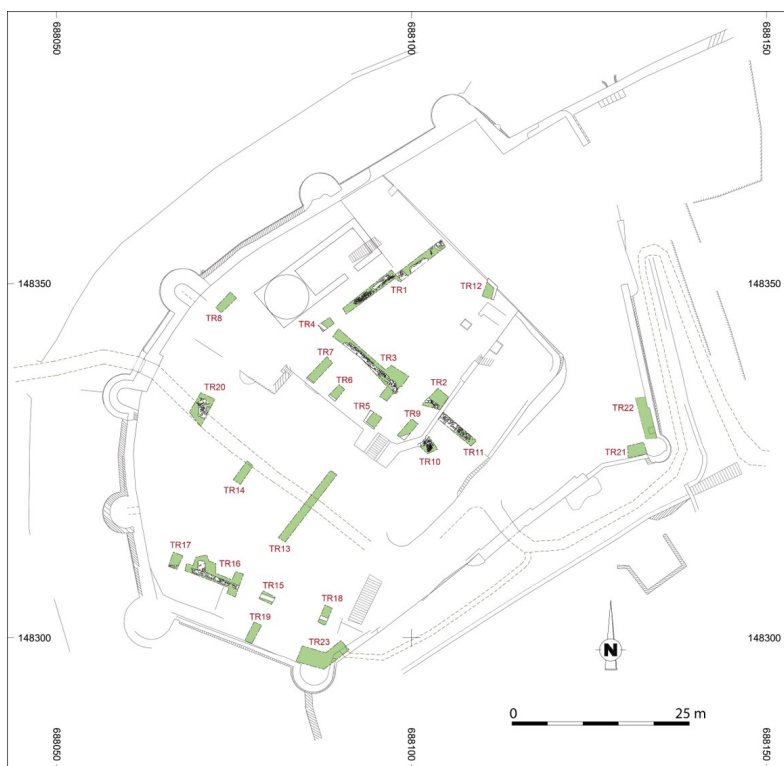 688050
688100
688150
148350
148350
TR1
TR12
TR8
TR4
TR3
TR7
TR6
TR2
TR20
TR5
TR9
TR11
TR10
TR22
TR21
TR14
TR13
TR17
TR16
TR15
TR18
TR19
TR23
148300
148300
N
0 25 m
688050
688100
688150